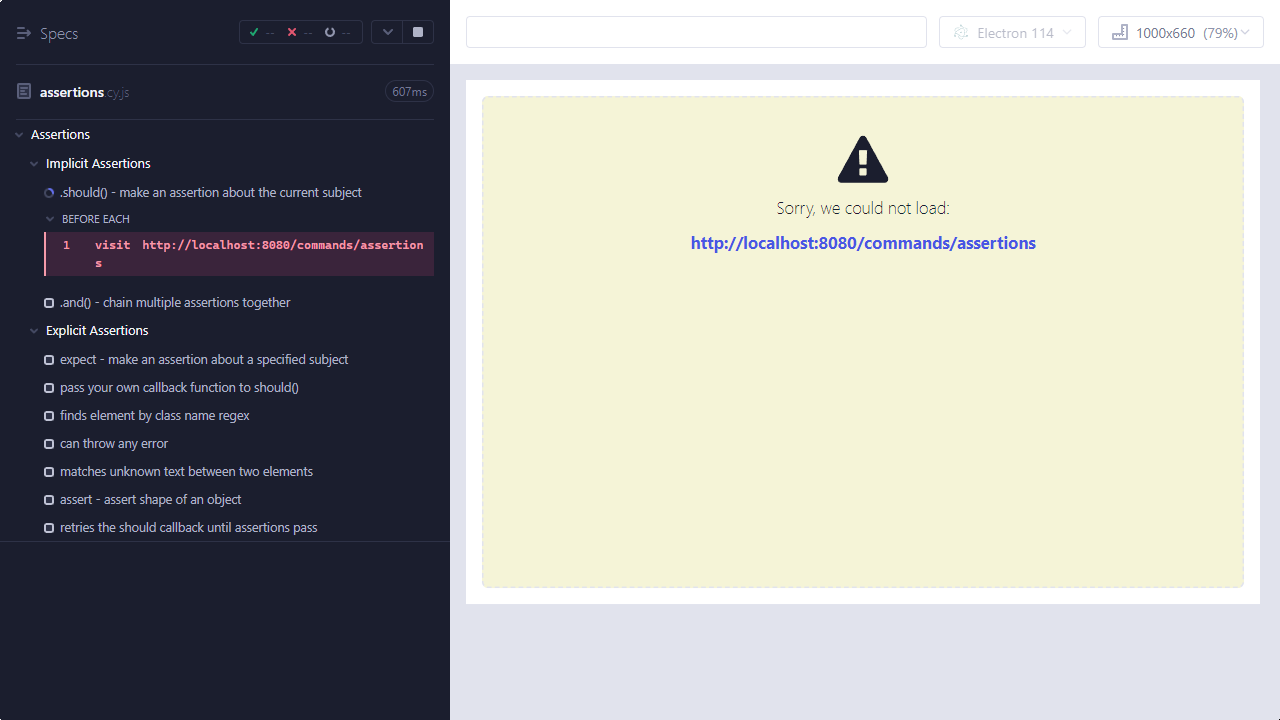 Specs
--
--
--
Electron 114
1000x660 (79%)
assertions.cy.js
607ms
Assertions
Implicit Assertions
.should() - make an assertion about the current subject
BEFORE EACH
1 visit http://localhost:8080/commands/assertion
s
.and() - chain multiple assertions together
Explicit Assertions
expect - make an assertion about a specified subject
pass your own callback function to should()
finds element by class name regex
can throw any error
matches unknown text between two elements
assert - assert shape of an object
retries the should callback until assertions pass
Sorry, we could not load:
http://localhost:8080/commands/assertions